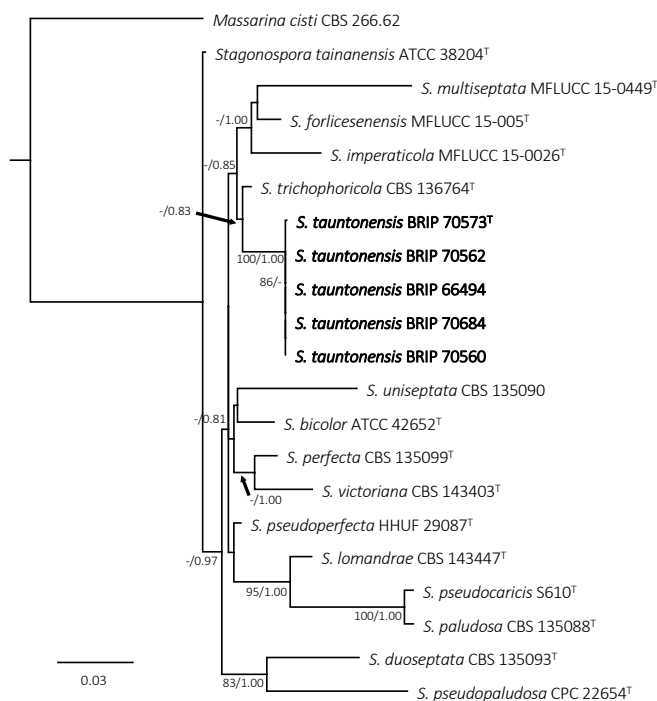 Massarina cisti CBS 266.62
Stagonospora tainanensis ATCC 38204ᵀ
S. multiseptata MFLUCC 15-0449ᵀ
-/1.00
S. forlicesenensis MFLUCC 15-005ᵀ
S. imperaticola MFLUCC 15-0026ᵀ
-/0.85
S. trichophoricola CBS 136764ᵀ
-/0.83
S. tauntonensis BRIP 70573ᵀ
100/1.00
S. tauntonensis BRIP 70562
86/-
S. tauntonensis BRIP 66494
S. tauntonensis BRIP 70684
S. tauntonensis BRIP 70560
S. uniseptata CBS 135090
-/0.81
S. bicolor ATCC 42652ᵀ
S. perfecta CBS 135099ᵀ
S. victoriana CBS 143403ᵀ
-/1.00
S. pseudoperfecta HHUF 29087ᵀ
-/0.97
S. lomandrae CBS 143447ᵀ
95/1.00
S. pseudocaricis S610ᵀ
100/1.00
S. paludosa CBS 135088ᵀ
S. duoseptata CBS 135093ᵀ
83/1.00
S. pseudopaludosa CPC 22654ᵀ
0.03